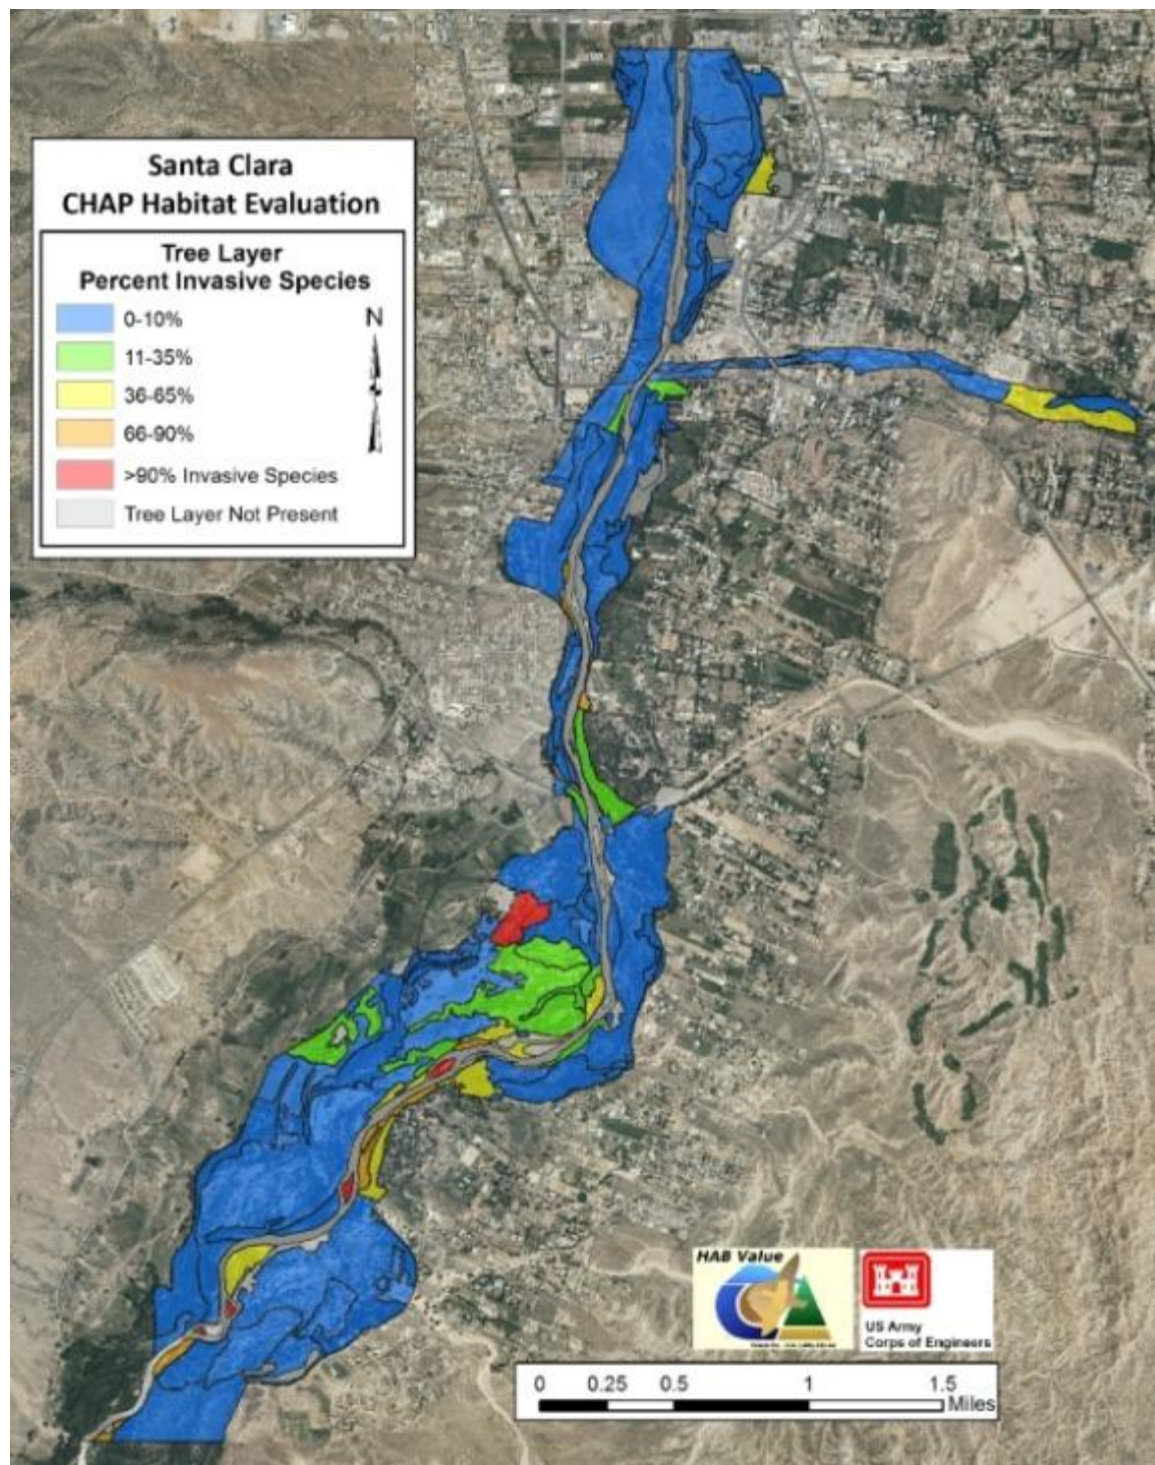 Santa Clara
CHAP Habitat Evaluation
Tree Layer
Percent Invasive Species
0-10%
11-35%
36-65%
66-90%
>90% Invasive Species
Tree Layer Not Present
N
HAB Value
US Army
Corps of Engineers
0 0.25 0.5 1 1.5
Miles